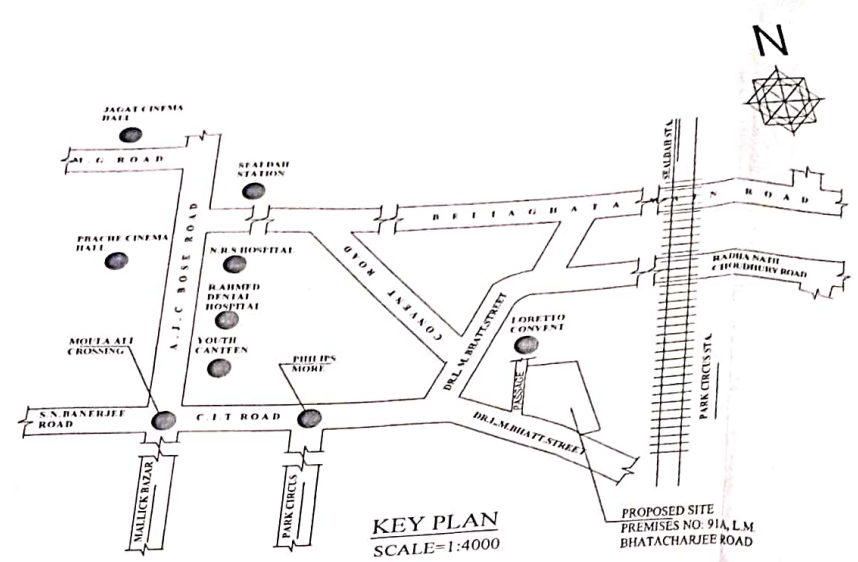 N
JAGAT CINEMA
HALL
M.G ROAD
SEALDAH
STATION
SEALDAH STA.
BELIAGHATA MAIN ROAD
PRACHE CINEMA
HALL
A.J.C BOSE ROAD
N.R.S HOSPITAL
CONVENT ROAD
RADHA NATH
CHOUDHURY ROAD
R.AHMED
DENTAL
HOSPITAL
DR.L.M.BHATT.STREET
LORETTO
CONVENT
MOULA ALI
CROSSING
YOUTH
CANTEEN
PHILIPS
MORE
PASSAGE
PARK CIRCUS STA.
S.N.BANERJEE
ROAD
C.I.T ROAD
DR.L.M.BHATT.STREET
MALLICK BAZAR
PARK CIRCUS
KEY PLAN
SCALE=1:4000
PROPOSED SITE
PREMISES NO: 91A, L.M.
BHATACHARJEE ROAD